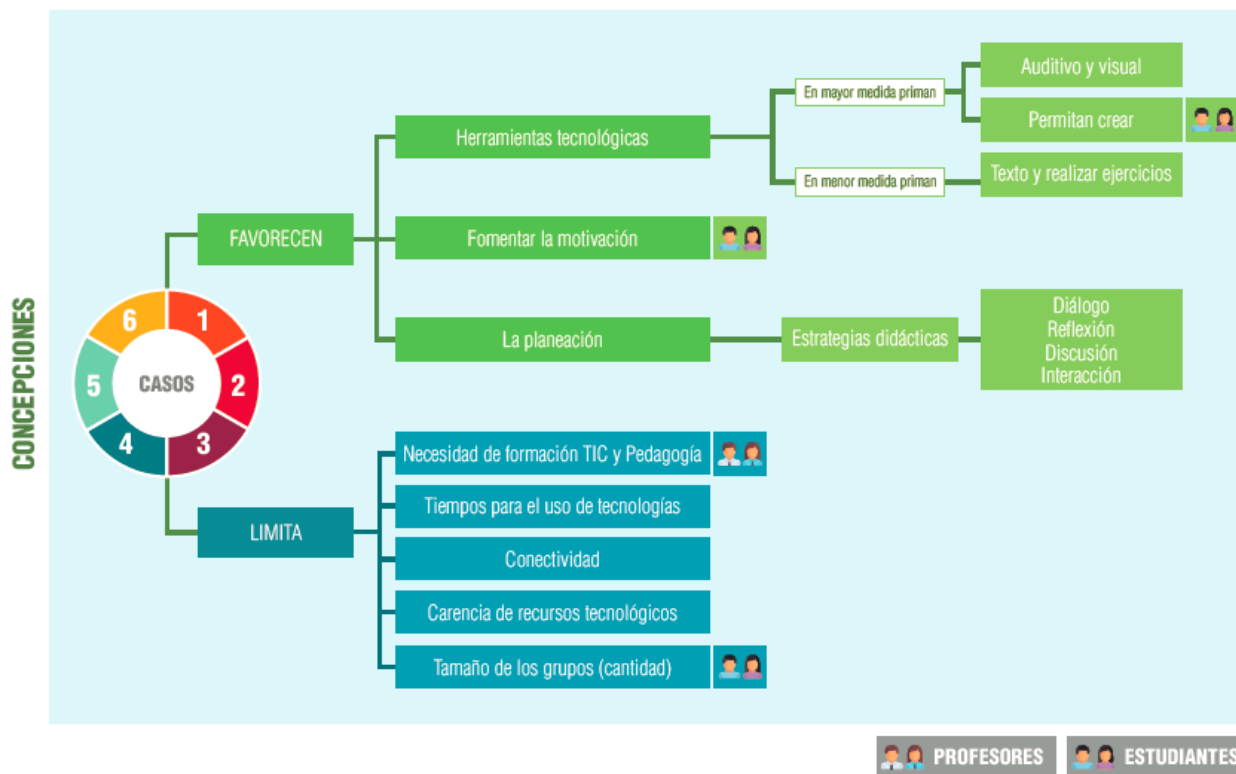 CONCEPCIONES
CASOS
1
2
3
4
5
6
FAVORECEN
Herramientas tecnológicas
En mayor medida priman
Auditivo y visual
Permitan crear
En menor medida priman
Texto y realizar ejercicios
Fomentar la motivación
La planeación
Estrategias didácticas
Diálogo
Reflexión
Discusión
Interacción
LIMITA
Necesidad de formación TIC y Pedagogía
Tiempos para el uso de tecnologías
Conectividad
Carencia de recursos tecnológicos
Tamaño de los grupos (cantidad)
PROFESORES
ESTUDIANTES